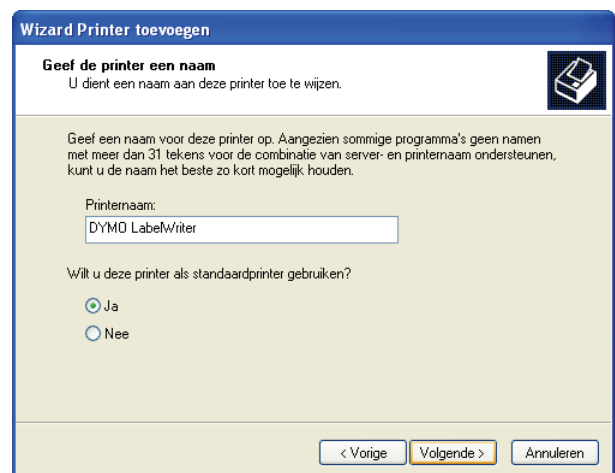 Wizard Printer toevoegen
Geef de printer een naam
U dient een naam aan deze printer toe te wijzen.
Geef een naam voor deze printer op. Aangezien sommige programma's geen namen
met meer dan 31 tekens voor de combinatie van server- en printernaam ondersteunen,
kunt u de naam het beste zo kort mogelijk houden.
Printernaam:
DYMO LabelWriter
Wilt u deze printer als standaardprinter gebruiken?
Ja
Nee
< Vorige Volgende > Annuleren